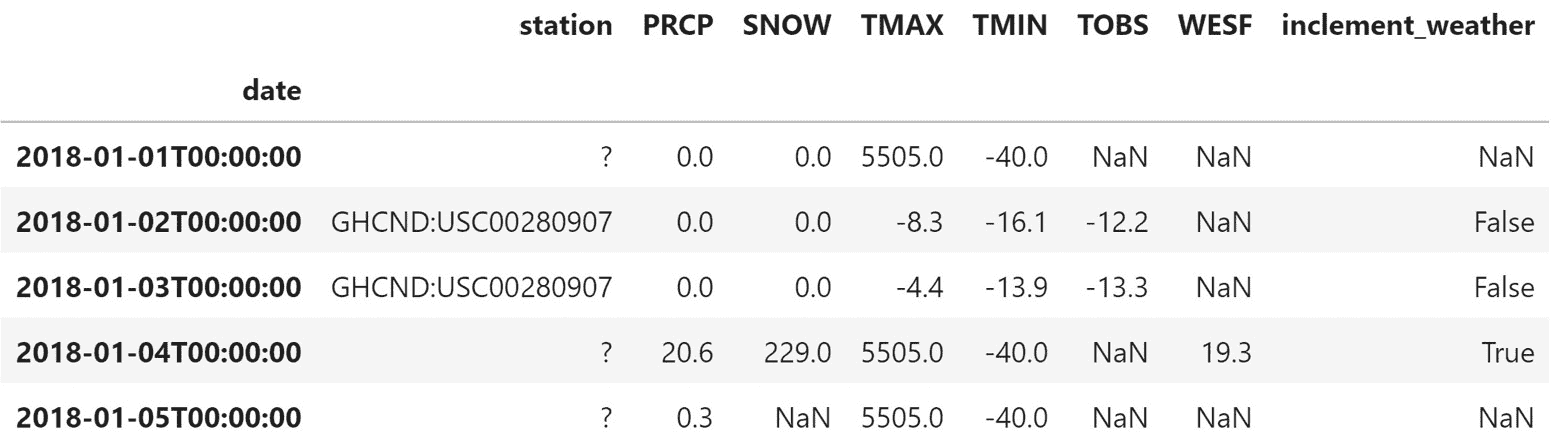 station PRCP SNOW TMAX TMIN TOBS WESF inclement_weather
date
2018-01-01T00:00:00 ? 0.0 0.0 5505.0 -40.0 NaN NaN NaN
2018-01-02T00:00:00 GHCND:USC00280907 0.0 0.0 -8.3 -16.1 -12.2 NaN False
2018-01-03T00:00:00 GHCND:USC00280907 0.0 0.0 -4.4 -13.9 -13.3 NaN False
2018-01-04T00:00:00 ? 20.6 229.0 5505.0 -40.0 NaN 19.3 True
2018-01-05T00:00:00 ? 0.3 NaN 5505.0 -40.0 NaN NaN NaN